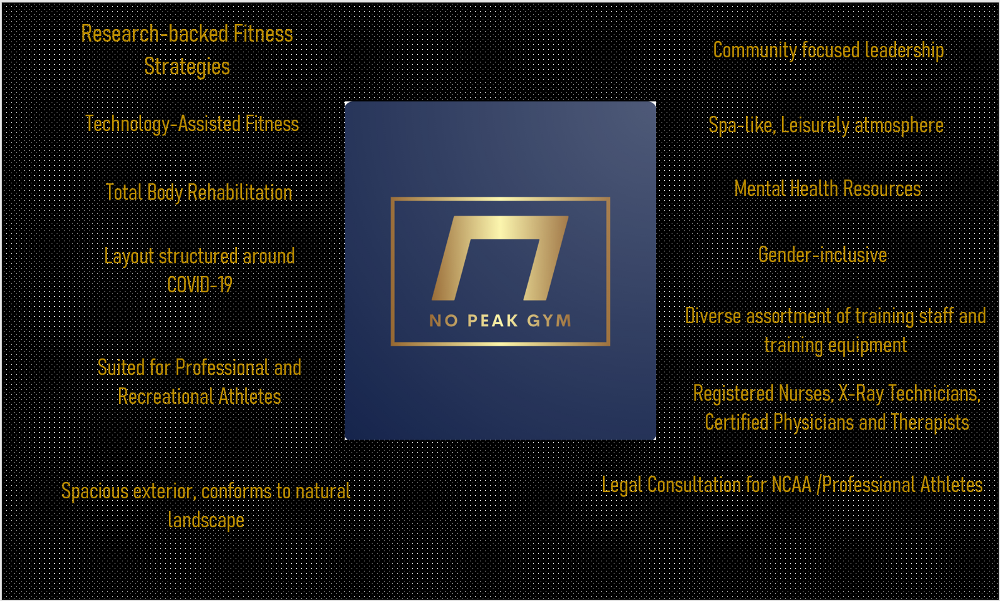 Research-backed Fitness
Strategies
Technology-Assisted Fitness
Total Body Rehabilitation
Layout structured around
COVID-19
Suited for Professional and
Recreational Athletes
Spacious exterior, conforms to natural
landscape
NO PEAK GYM
Community focused leadership
Spa-like, Leisurely atmosphere
Mental Health Resources
Gender-inclusive
Diverse assortment of training staff and
training equipment
Registered Nurses, X-Ray Technicians,
Certified Physicians and Therapists
Legal Consultation for NCAA /Professional Athletes